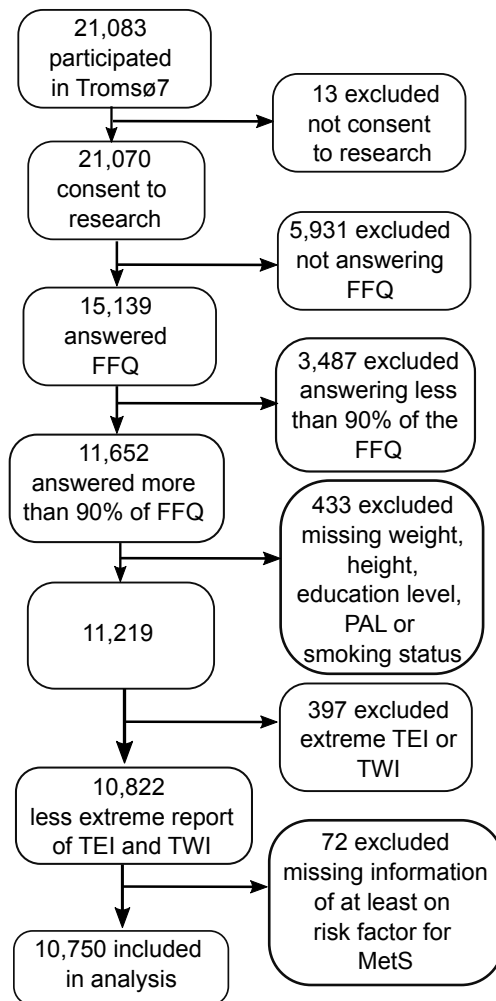 21,083
participated
in Tromsø7
13 excluded
not consent
to research
21,070
consent to
research
5,931 excluded
not answering
FFQ
15,139
answered
FFQ
3,487 excluded
answering less
than 90% of the
FFQ
11,652
answered more
than 90% of FFQ
433 excluded
missing weight,
height,
education level,
PAL or
smoking status
11,219
397 excluded
extreme TEI or
TWI
10,822
less extreme report
of TEI and TWI
72 excluded
missing information
of at least on
risk factor for
MetS
10,750 included
in analysis